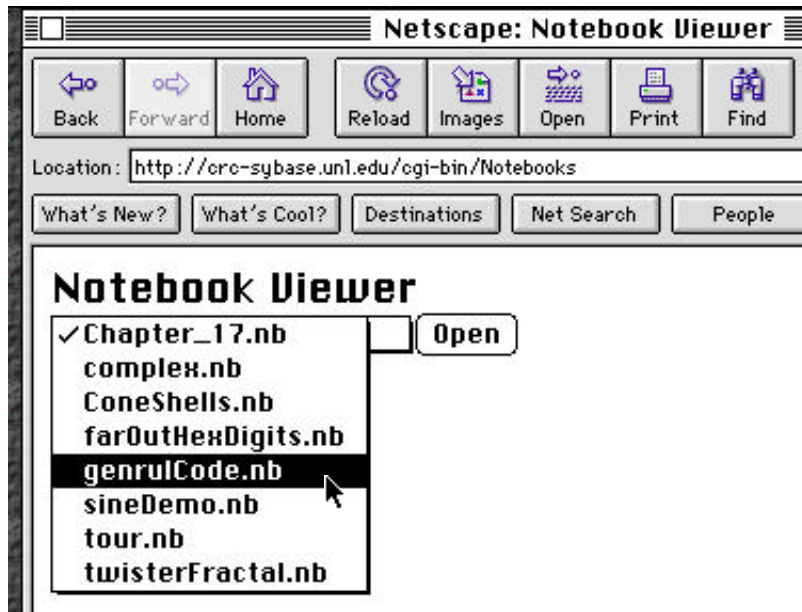 Netscape: Notebook Viewer
Back Forward Home Reload Images Open Print Find
Location: http://crc-sybase.unl.edu/cgi-bin/Notebooks
What's New? What's Cool? Destinations Net Search People
Notebook Viewer
✓Chapter_17.nb Open
complex.nb
ConeShells.nb
farOutHexDigits.nb
genrulCode.nb
sineDemo.nb
tour.nb
twisterFractal.nb